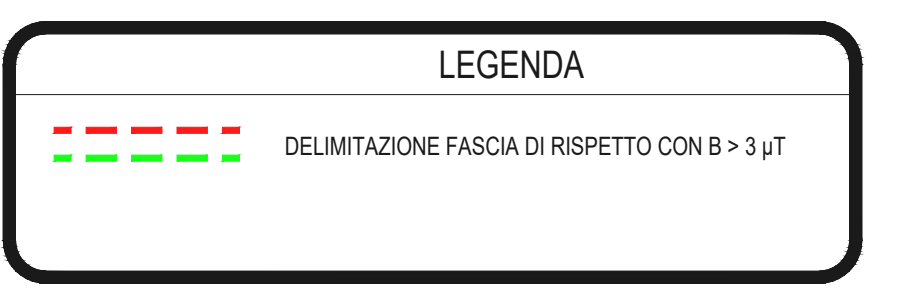 LEGENDA
DELIMITAZIONE FASCIA DI RISPETTO CON B > 3 µT